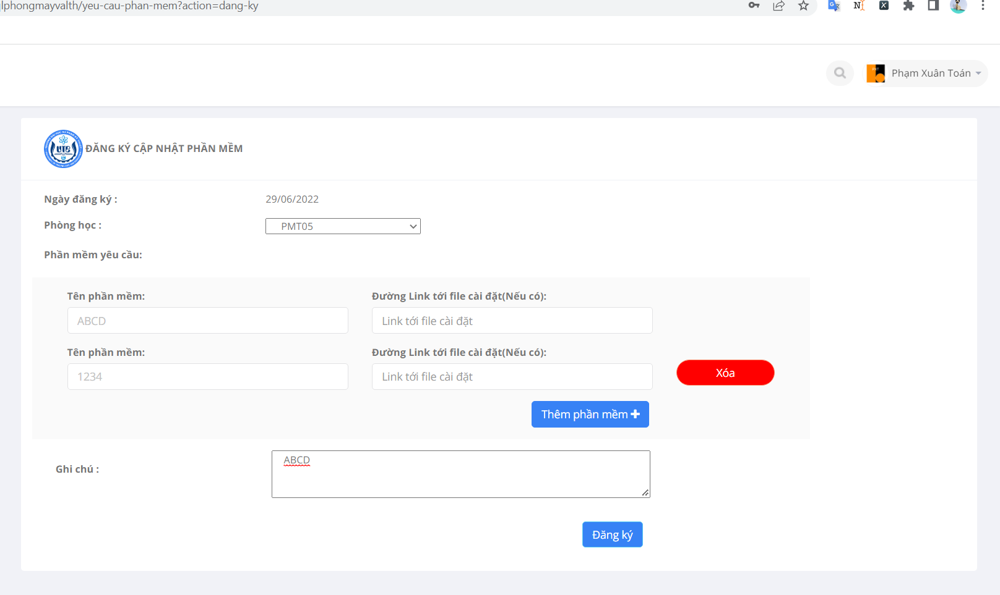 lphongmayvalth/yeu-cau-phan-mem?action=dang-ky
Phạm Xuân Toán
UTE
ĐĂNG KÝ CẬP NHẬT PHẦN MỀM
Ngày đăng ký :
29/06/2022
Phòng học :
PMT05
Phần mềm yêu cầu:
Tên phần mềm:
Đường Link tới file cài đặt(Nếu có):
ABCD
Link tới file cài đặt
Tên phần mềm:
Đường Link tới file cài đặt(Nếu có):
1234
Link tới file cài đặt
Xóa
Thêm phần mềm
Ghi chú :
ABCD
Đăng ký